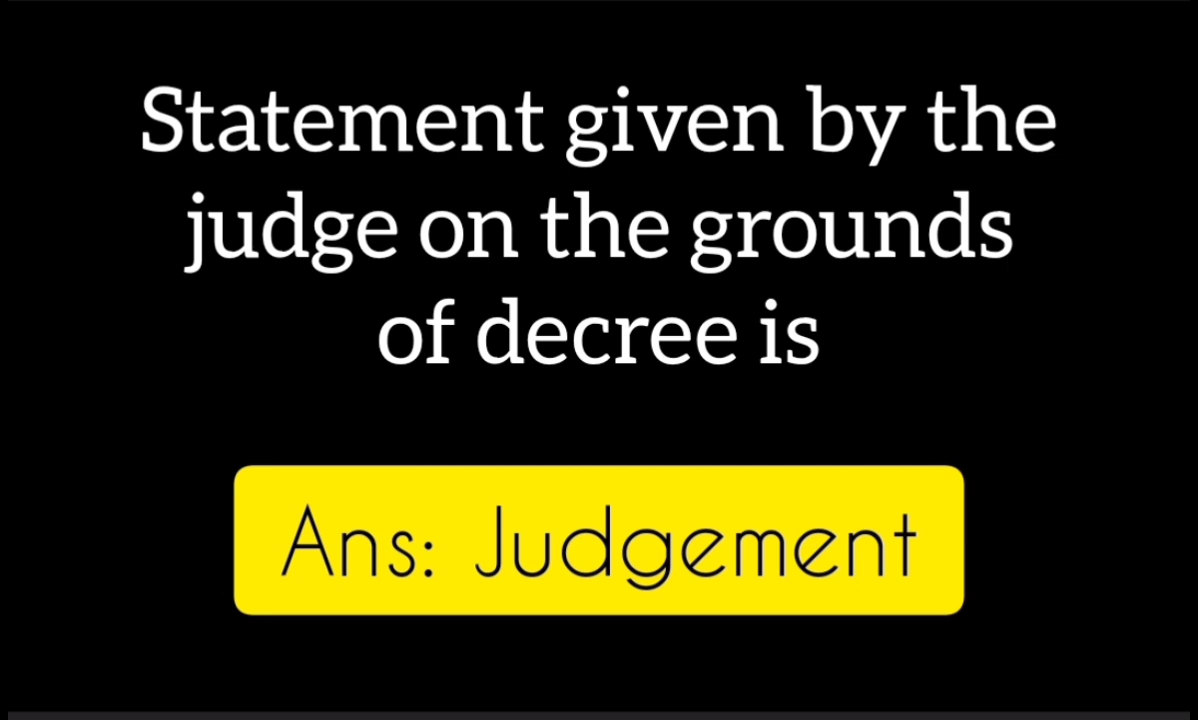 Statement given by the
judge on the grounds
of decree is
Ans: Judgement